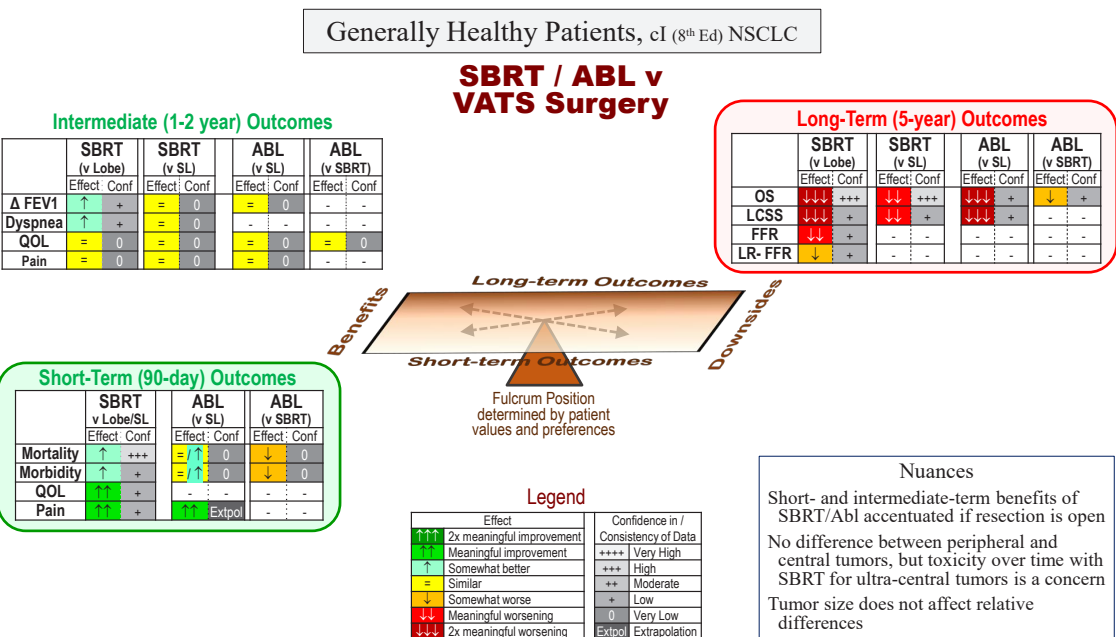 Generally Healthy Patients, cI (8th Ed) NSCLC
SBRT / ABL v
VATS Surgery
Intermediate (1-2 year) Outcomes
SBRT SBRT ABL ABL
(v Lobe) (v SL) (v SL) (v SBRT)
Effect Conf Effect Conf Effect Conf Effect Conf
Δ FEV1 ↑ + = 0 = 0 - -
Dyspnea ↑ + = 0 - - - -
QOL = 0 = 0 = 0 = 0
Pain = 0 = 0 = 0 - -
Long-Term (5-year) Outcomes
SBRT SBRT ABL ABL
(v Lobe) (v SL) (v SL) (v SBRT)
Effect Conf Effect Conf Effect Conf Effect Conf
OS ↓↓↓ +++ ↓↓ +++ ↓↓↓ + ↓ +
LCSS ↓↓↓ + ↓↓ + ↓↓↓ + - -
FFR ↓↓ + - - - - - -
LR- FFR ↓ + - - - - - -
Long-term Outcomes
Benefits
Downsides
Short-term Outcomes
Fulcrum Position
determined by patient
values and preferences
Short-Term (90-day) Outcomes
SBRT ABL ABL
v Lobe/SL (v SL) (v SBRT)
Effect Conf Effect Conf Effect Conf
Mortality ↑ +++ =/↑ 0 ↓ 0
Morbidity ↑ + =/↑ 0 ↓ 0
QOL ↑↑ + - - - -
Pain ↑↑ + ↑↑ Extpol - -
Legend
Effect
↑↑↑ 2x meaningful improvement
↑↑ Meaningful improvement
↑ Somewhat better
= Similar
↓ Somewhat worse
↓↓ Meaningful worsening
↓↓↓ 2x meaningful worsening
Confidence in /
Consistency of Data
++++ Very High
+++ High
++ Moderate
+ Low
0 Very Low
Extpol Extrapolation
Nuances
Short- and intermediate-term benefits of
SBRT/Abl accentuated if resection is open
No difference between peripheral and
central tumors, but toxicity over time with
SBRT for ultra-central tumors is a concern
Tumor size does not affect relative
differences